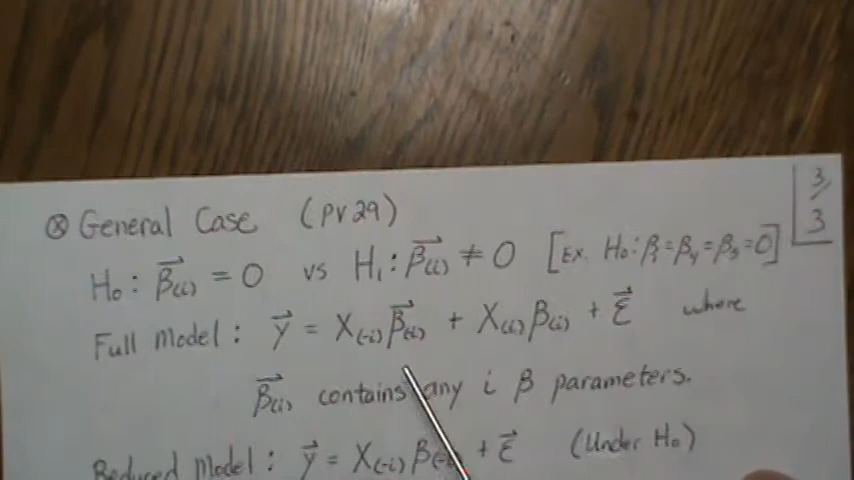 3/3
⊗ General Case (pv 29)
H₀ : β⃗₍ᵢ₎ = 0 vs H₁ : β⃗₍ᵢ₎ ≠ 0 [Ex. H₀ : β₁ = β₄ = β₅ = 0]
Full Model : y⃗ = X₍₋ᵢ₎ β⃗₍₋ᵢ₎ + X₍ᵢ₎ β₍ᵢ₎ + ε⃗ where
β⃗₍ᵢ₎ contains any i β parameters.
Reduced Model : y⃗ = X₍₋ᵢ₎ β₍₋ᵢ₎ + ε⃗ (Under H₀)